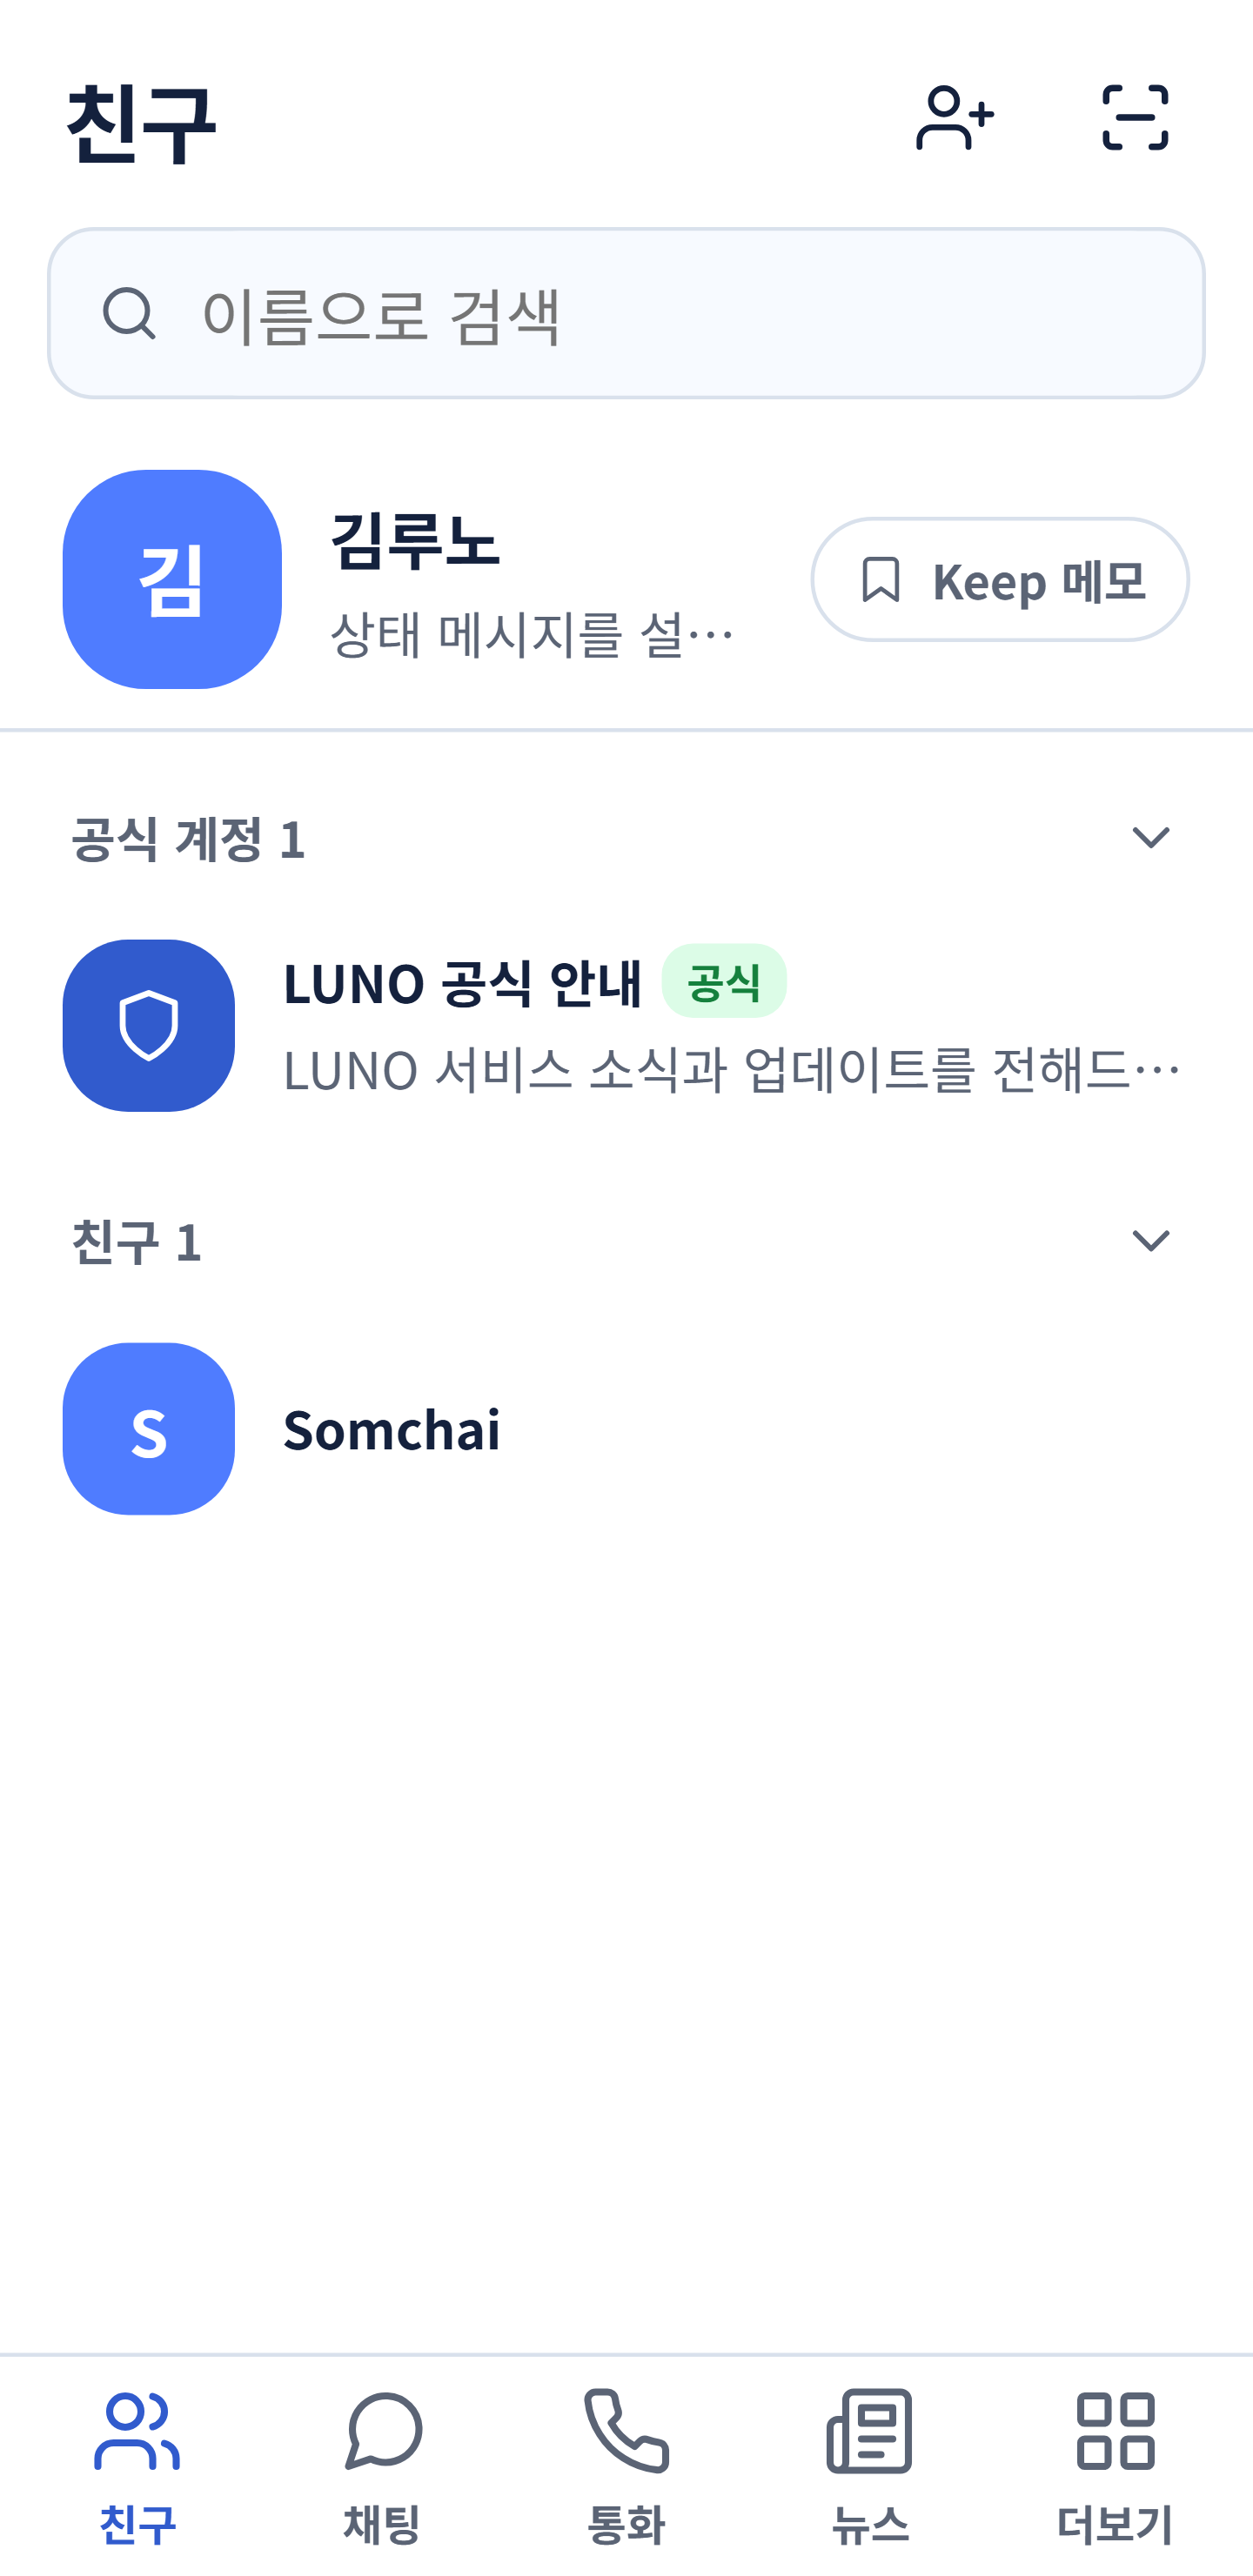 친구
이름으로 검색
김
김루노
상태 메시지를 설…
Keep 메모
공식 계정 1
LUNO 공식 안내 공식
LUNO 서비스 소식과 업데이트를 전해드…
친구 1
S
Somchai
친구 채팅 통화 뉴스 더보기